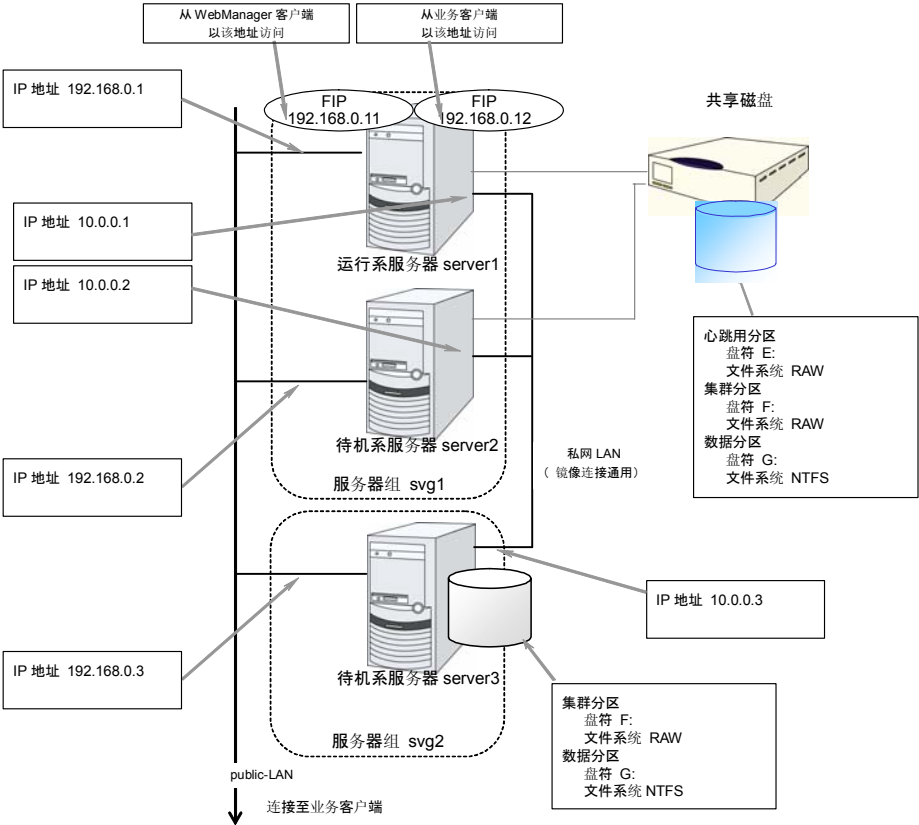 从 WebManager 客户端
以该地址访问
从业务客户端
以该地址访问
IP 地址 192.168.0.1
FIP
192.168.0.11
FIP
192.168.0.12
共享磁盘
IP 地址 10.0.0.1
运行系服务器 server1
IP 地址 10.0.0.2
心跳用分区
盘符 E:
文件系统 RAW
集群分区
盘符 F:
文件系统 RAW
数据分区
盘符 G:
文件系统 NTFS
待机系服务器 server2
私网 LAN
（ 镜像连接通用）
IP 地址 192.168.0.2
服务器组 svg1
IP 地址 10.0.0.3
IP 地址 192.168.0.3
待机系服务器 server3
集群分区
盘符 F:
文件系统 RAW
数据分区
盘符 G:
文件系统 NTFS
服务器组 svg2
public-LAN
连接至业务客户端